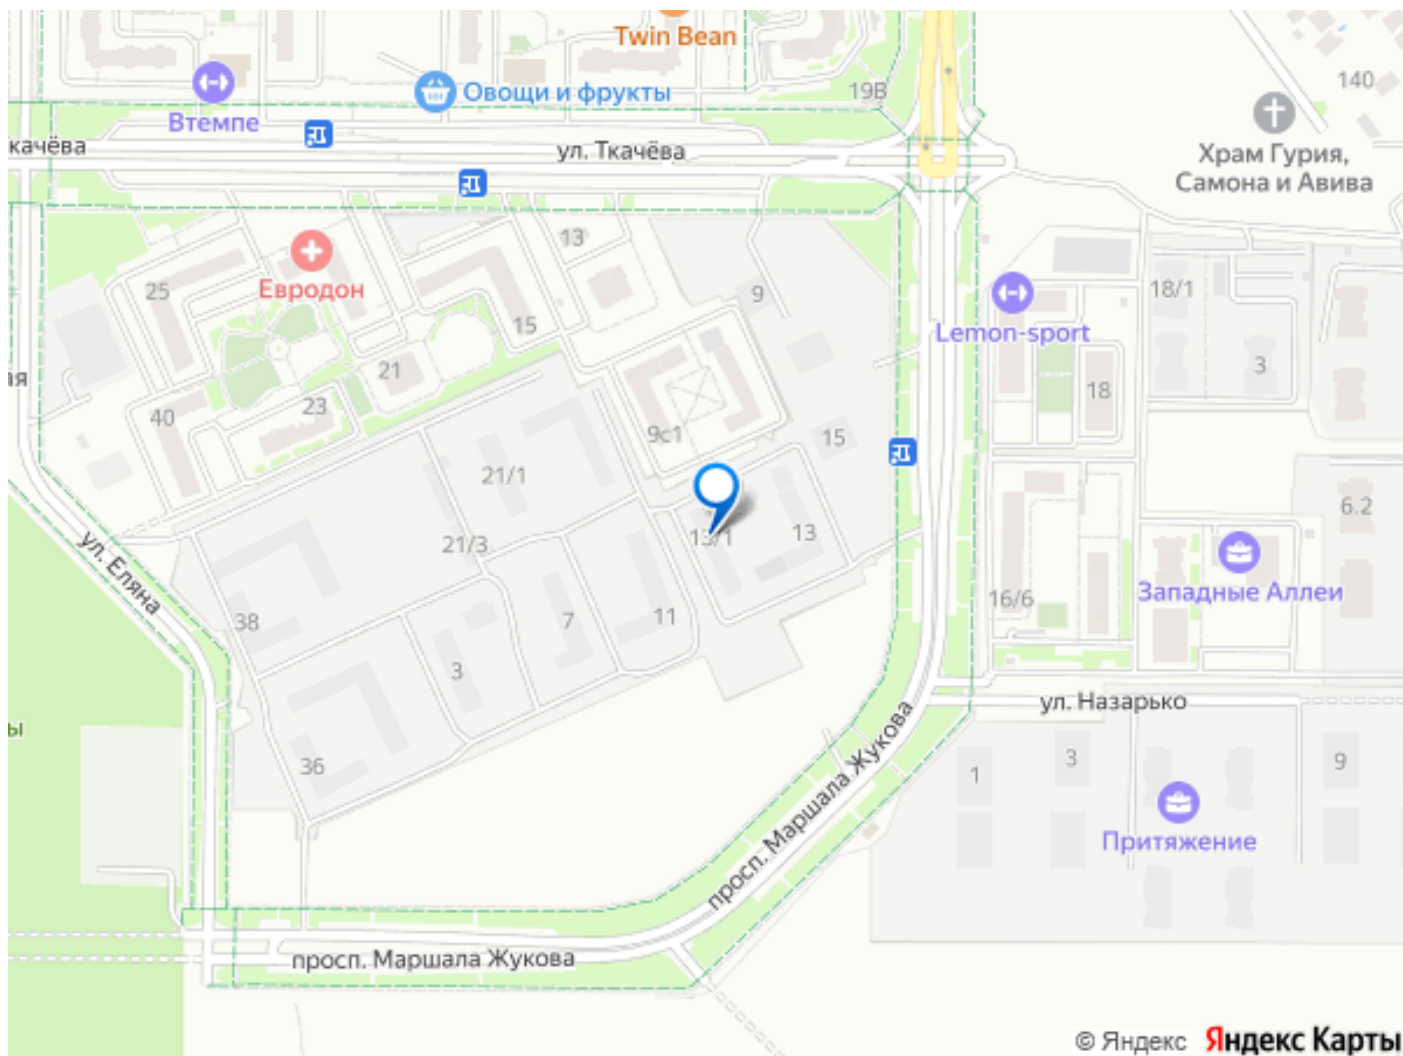 Twin Bean
140
Овощи и фрукты
19В
Втемпе
качёва
ул. Ткачёва
Храм Гурия,
Самона и Авива
13
Евродон
25
9
18/1
15
Lemon-sport
ая
21
3
18
23
40
9с1
15
21/1
6.2
13/1
13
21/3
ул. Еляна
Западные Аллеи
16/6
38
7
11
3
ул. Назарько
ы
36
3
9
1
просп. Маршала Жукова
Притяжение
просп. Маршала Жукова
© Яндекс Яндекс Карты